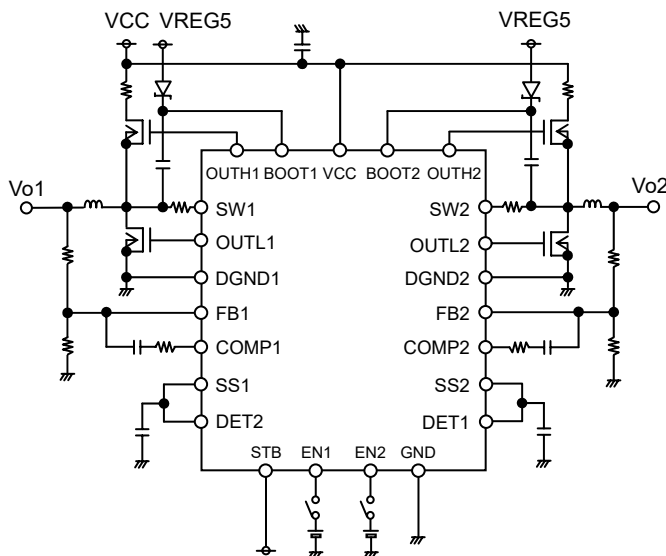 VCC VREG5 VREG5
OUTH1 BOOT1 VCC BOOT2 OUTH2
Vo1 Vo2
SW1 SW2
OUTL1 OUTL2
DGND1 DGND2
FB1 FB2
COMP1 COMP2
SS1 SS2
DET2 DET1
STB EN1 EN2 GND